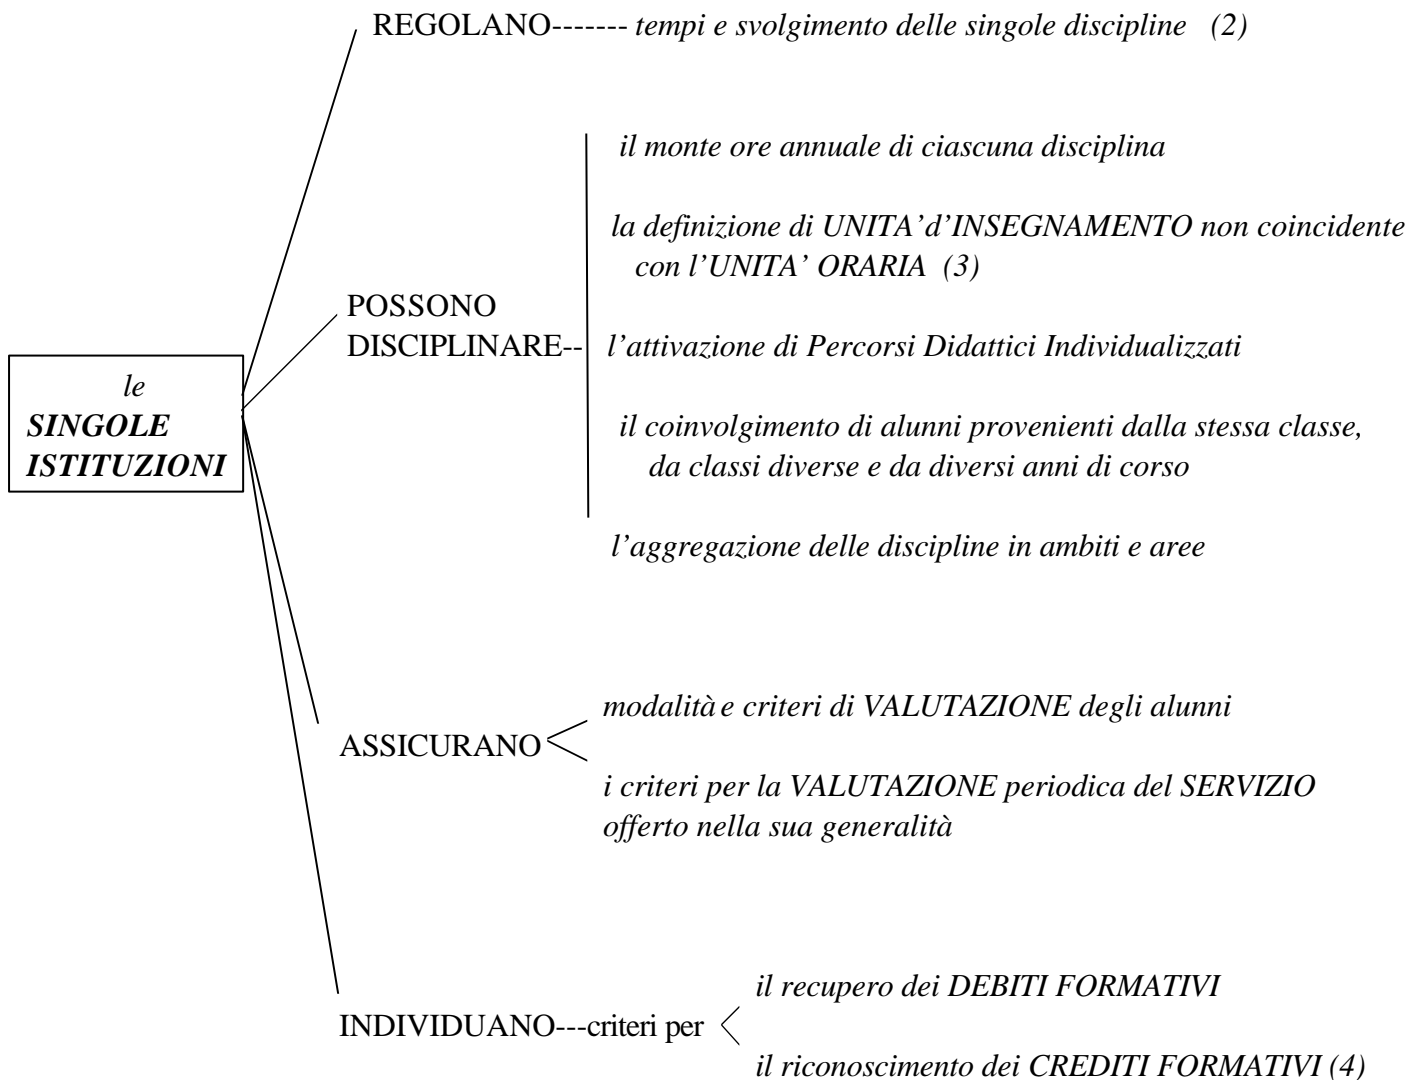 REGOLANO------- tempi e svolgimento delle singole discipline (2)
il monte ore annuale di ciascuna disciplina
la definizione di UNITA’d’INSEGNAMENTO non coincidente
con l’UNITA’ ORARIA (3)
POSSONO
DISCIPLINARE--
l’attivazione di Percorsi Didattici Individualizzati
il coinvolgimento di alunni provenienti dalla stessa classe,
da classi diverse e da diversi anni di corso
l’aggregazione delle discipline in ambiti e aree
le
SINGOLE
ISTITUZIONI
modalità e criteri di VALUTAZIONE degli alunni
ASSICURANO
i criteri per la VALUTAZIONE periodica del SERVIZIO
offerto nella sua generalità
il recupero dei DEBITI FORMATIVI
INDIVIDUANO---criteri per
il riconoscimento dei CREDITI FORMATIVI (4)